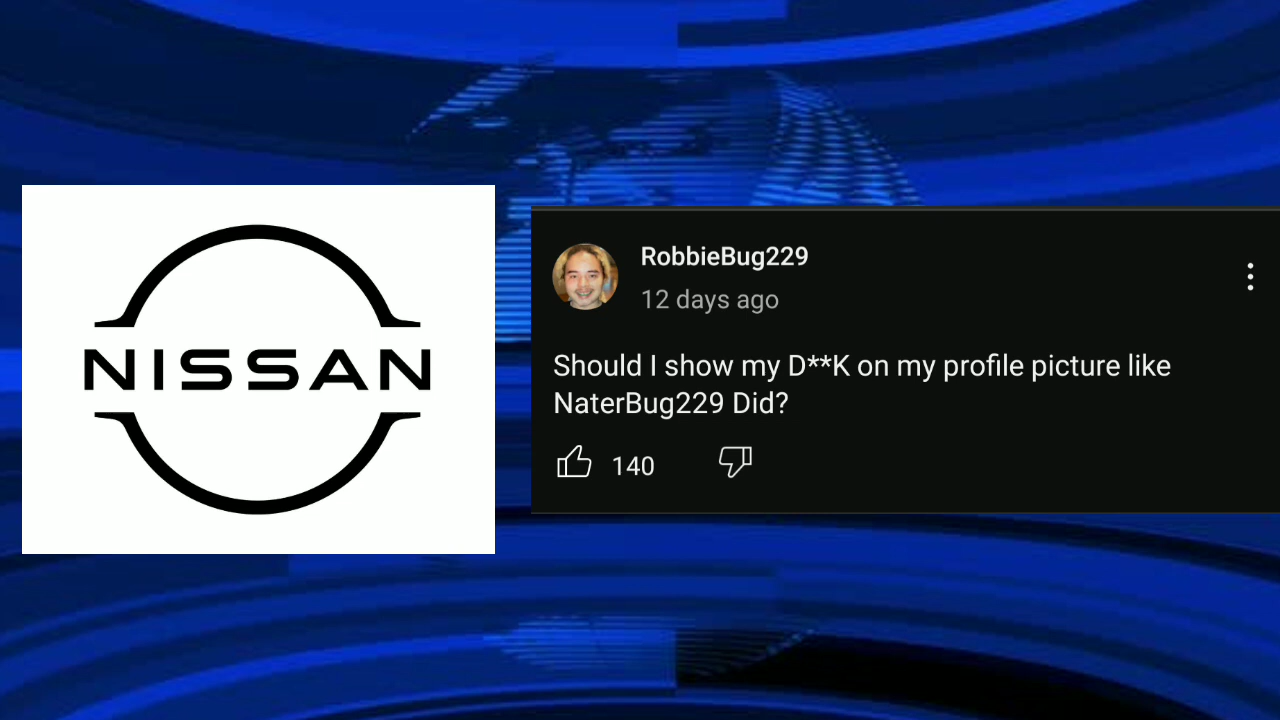 NISSAN
RobbieBug229
12 days ago
Should I show my D**K on my profile picture like
NaterBug229 Did?
140